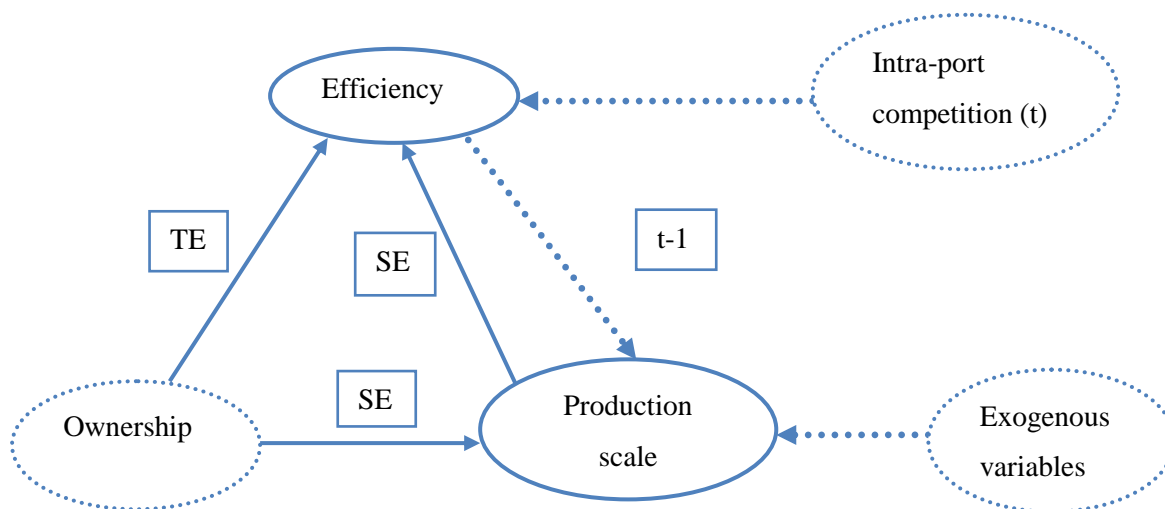 Efficiency
Intra-port
competition (t)
TE
SE
t-1
SE
Ownership
Production
scale
Exogenous
variables